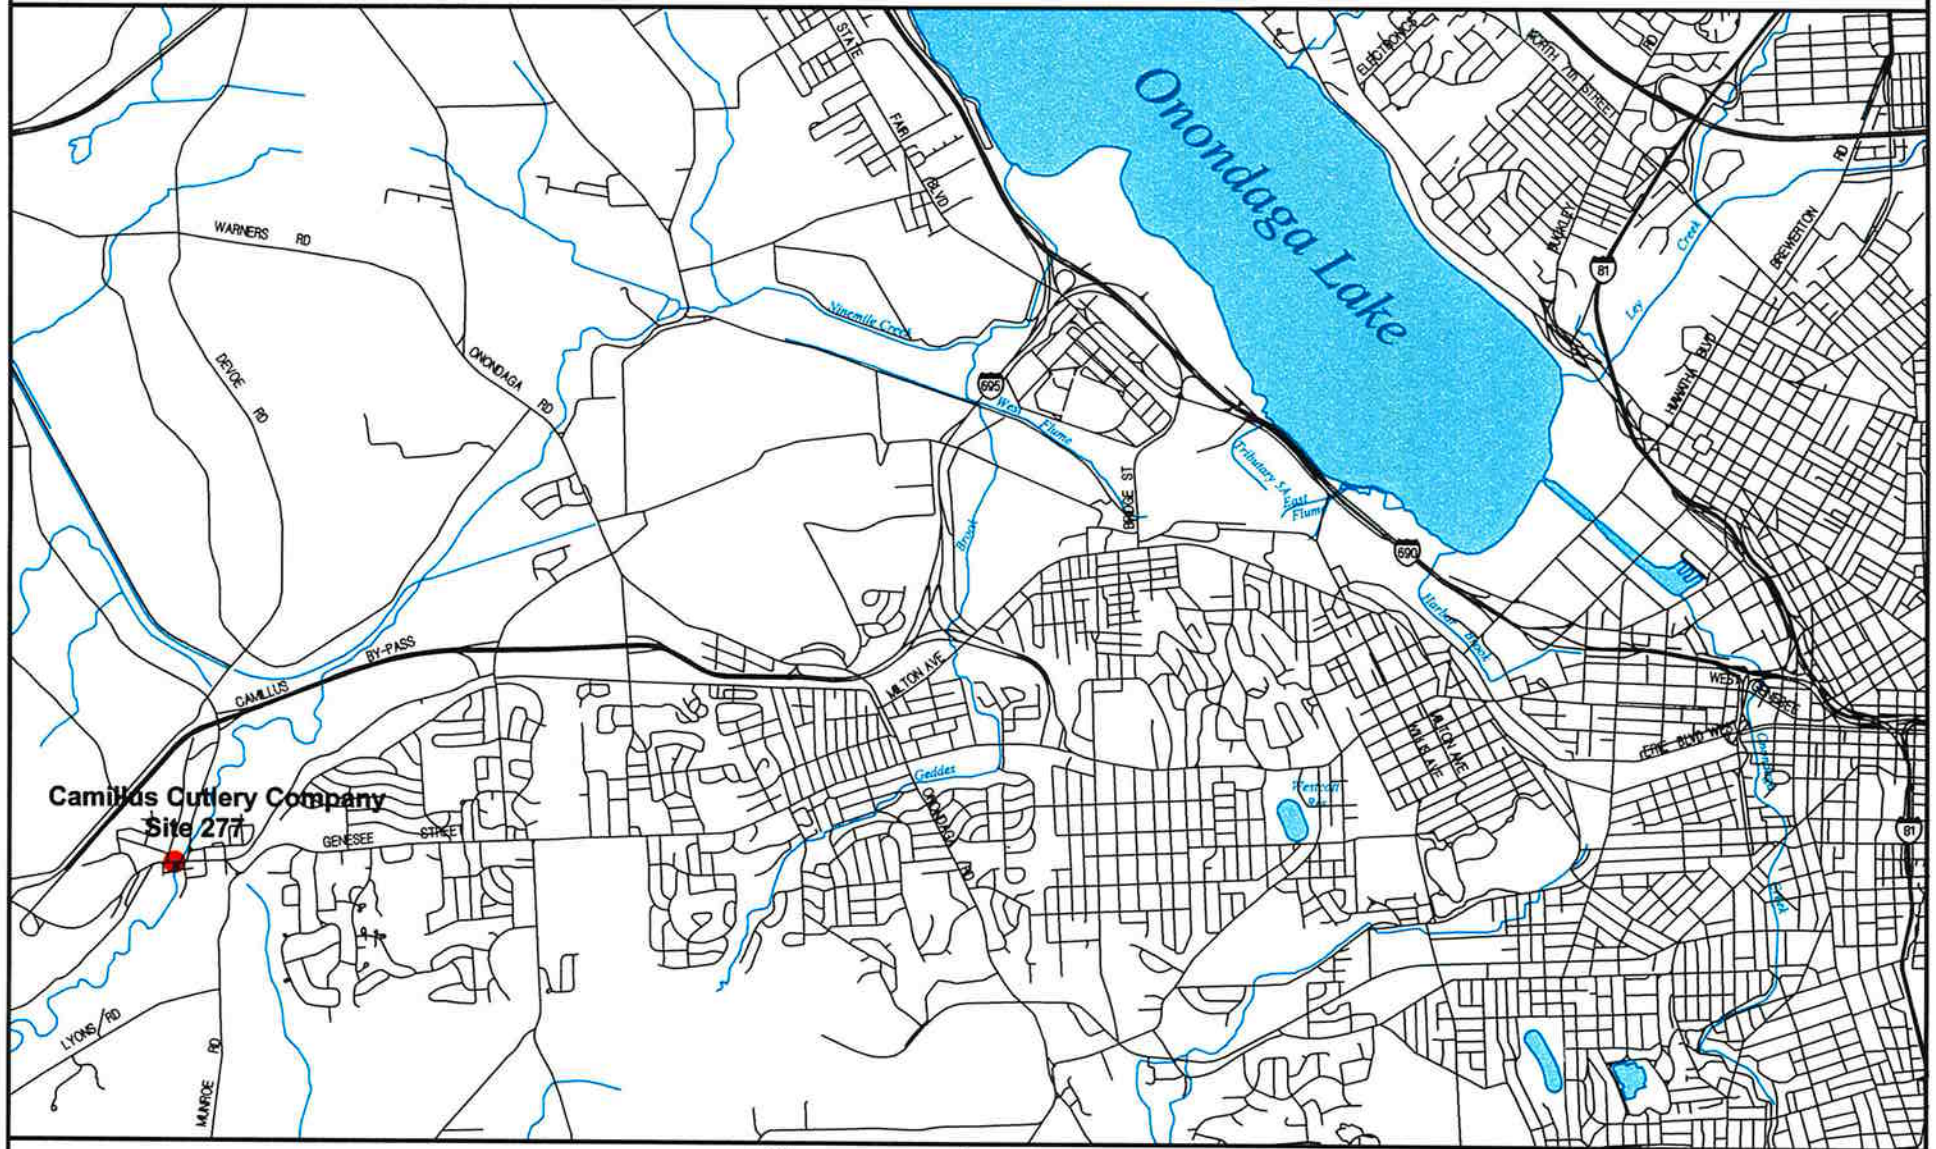 STATE
FAIR
BLVD
ELECTRONICS
NORTH 7th STREET
RD
Onondaga Lake
RD
BUCKLEY
BREWERTON
81
Creek
Ley
HIAWATHA BLVD
WARNERS RD
Ninemile Creek
DEVOE
RD
ONONDAGA
RD
695
West
Flume
BRIDGE ST
Tributary 5A
East
Flume
690
Brook
Harbor Brook
BY-PASS
CAMILLUS
MILTON AVE
WEST GENESEE
ERIE BLVD WEST
MILTON AVE
WILLIS AVE
Onondaga
Creek
Geddes
Westcott
Res
ONONDAGA
RD
81
Camillus Cutlery Company
Site 277
GENESEE STREET
LYONS RD
MUNROE RD